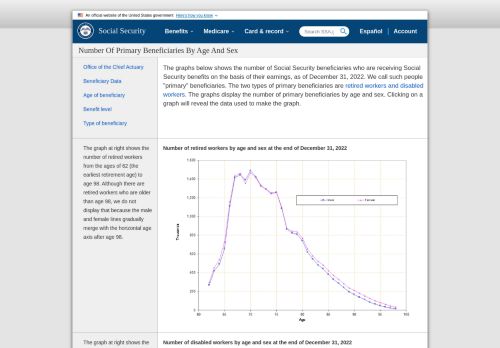 An official website of the United States government Here's how you know
Social Security
Benefits
Medicare
Card & record
Search SSA.g
Español
Account
Number Of Primary Beneficiaries By Age And Sex
Office of the Chief Actuary
Beneficiary Data
Age of beneficiary
Benefit level
Type of beneficiary
The graphs below shows the number of Social Security beneficiaries who are receiving Social
Security benefits on the basis of their earnings, as of December 31, 2022. We call such people
"primary" beneficiaries. The two types of primary beneficiaries are retired workers and disabled
workers. The graphs display the number of primary beneficiaries by age and sex. Clicking on a
graph will reveal the data used to make the graph.
The graph at right shows the
number of retired workers
from the ages of 62 (the
earliest retirement age) to
age 98. Although there are
retired workers who are older
than age 98, we do not
display that because the male
and female lines gradually
merge with the horizontal age
axis after age 98.
Number of retired workers by age and sex at the end of December 31, 2022
1,600
1,400
1,200
1,000
800
600
400
200
0
Thousands
Female
60 65 70 75 80 85 90 95 100
Age
The graph at right shows the
Number of disabled workers by age and sex at the end of December 31, 2022